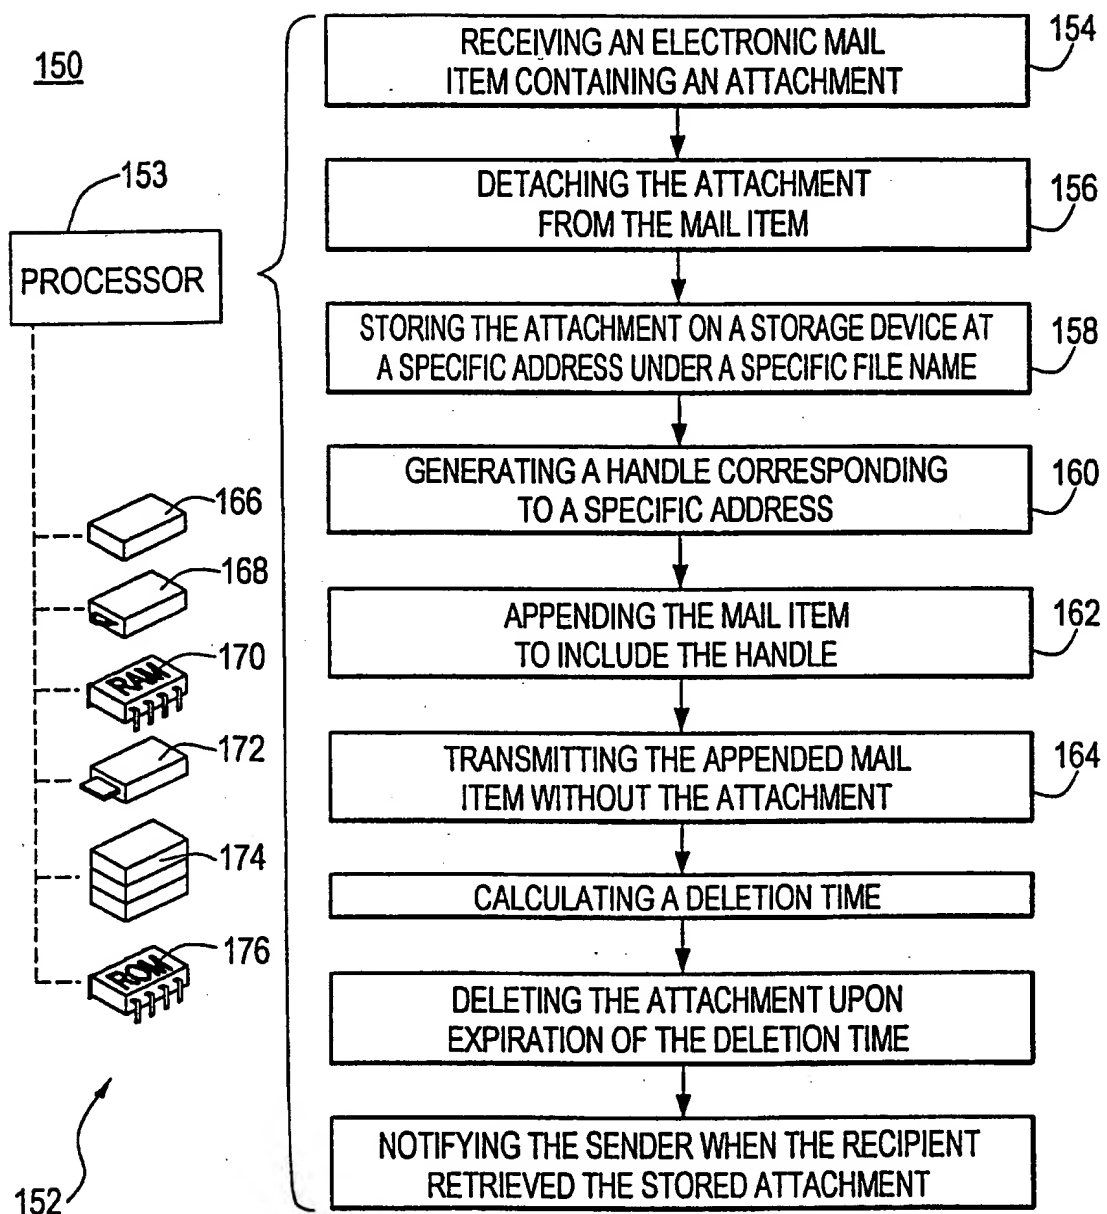 150
153
PROCESSOR
166
168
RAM
170
172
174
ROM
176
152
RECEIVING AN ELECTRONIC MAIL
ITEM CONTAINING AN ATTACHMENT
154
DETACHING THE ATTACHMENT
FROM THE MAIL ITEM
156
STORING THE ATTACHMENT ON A STORAGE DEVICE AT
A SPECIFIC ADDRESS UNDER A SPECIFIC FILE NAME
158
GENERATING A HANDLE CORRESPONDING
TO A SPECIFIC ADDRESS
160
APPENDING THE MAIL ITEM
TO INCLUDE THE HANDLE
162
TRANSMITTING THE APPENDED MAIL
ITEM WITHOUT THE ATTACHMENT
164
CALCULATING A DELETION TIME
DELETING THE ATTACHMENT UPON
EXPIRATION OF THE DELETION TIME
NOTIFYING THE SENDER WHEN THE RECIPIENT
RETRIEVED THE STORED ATTACHMENT